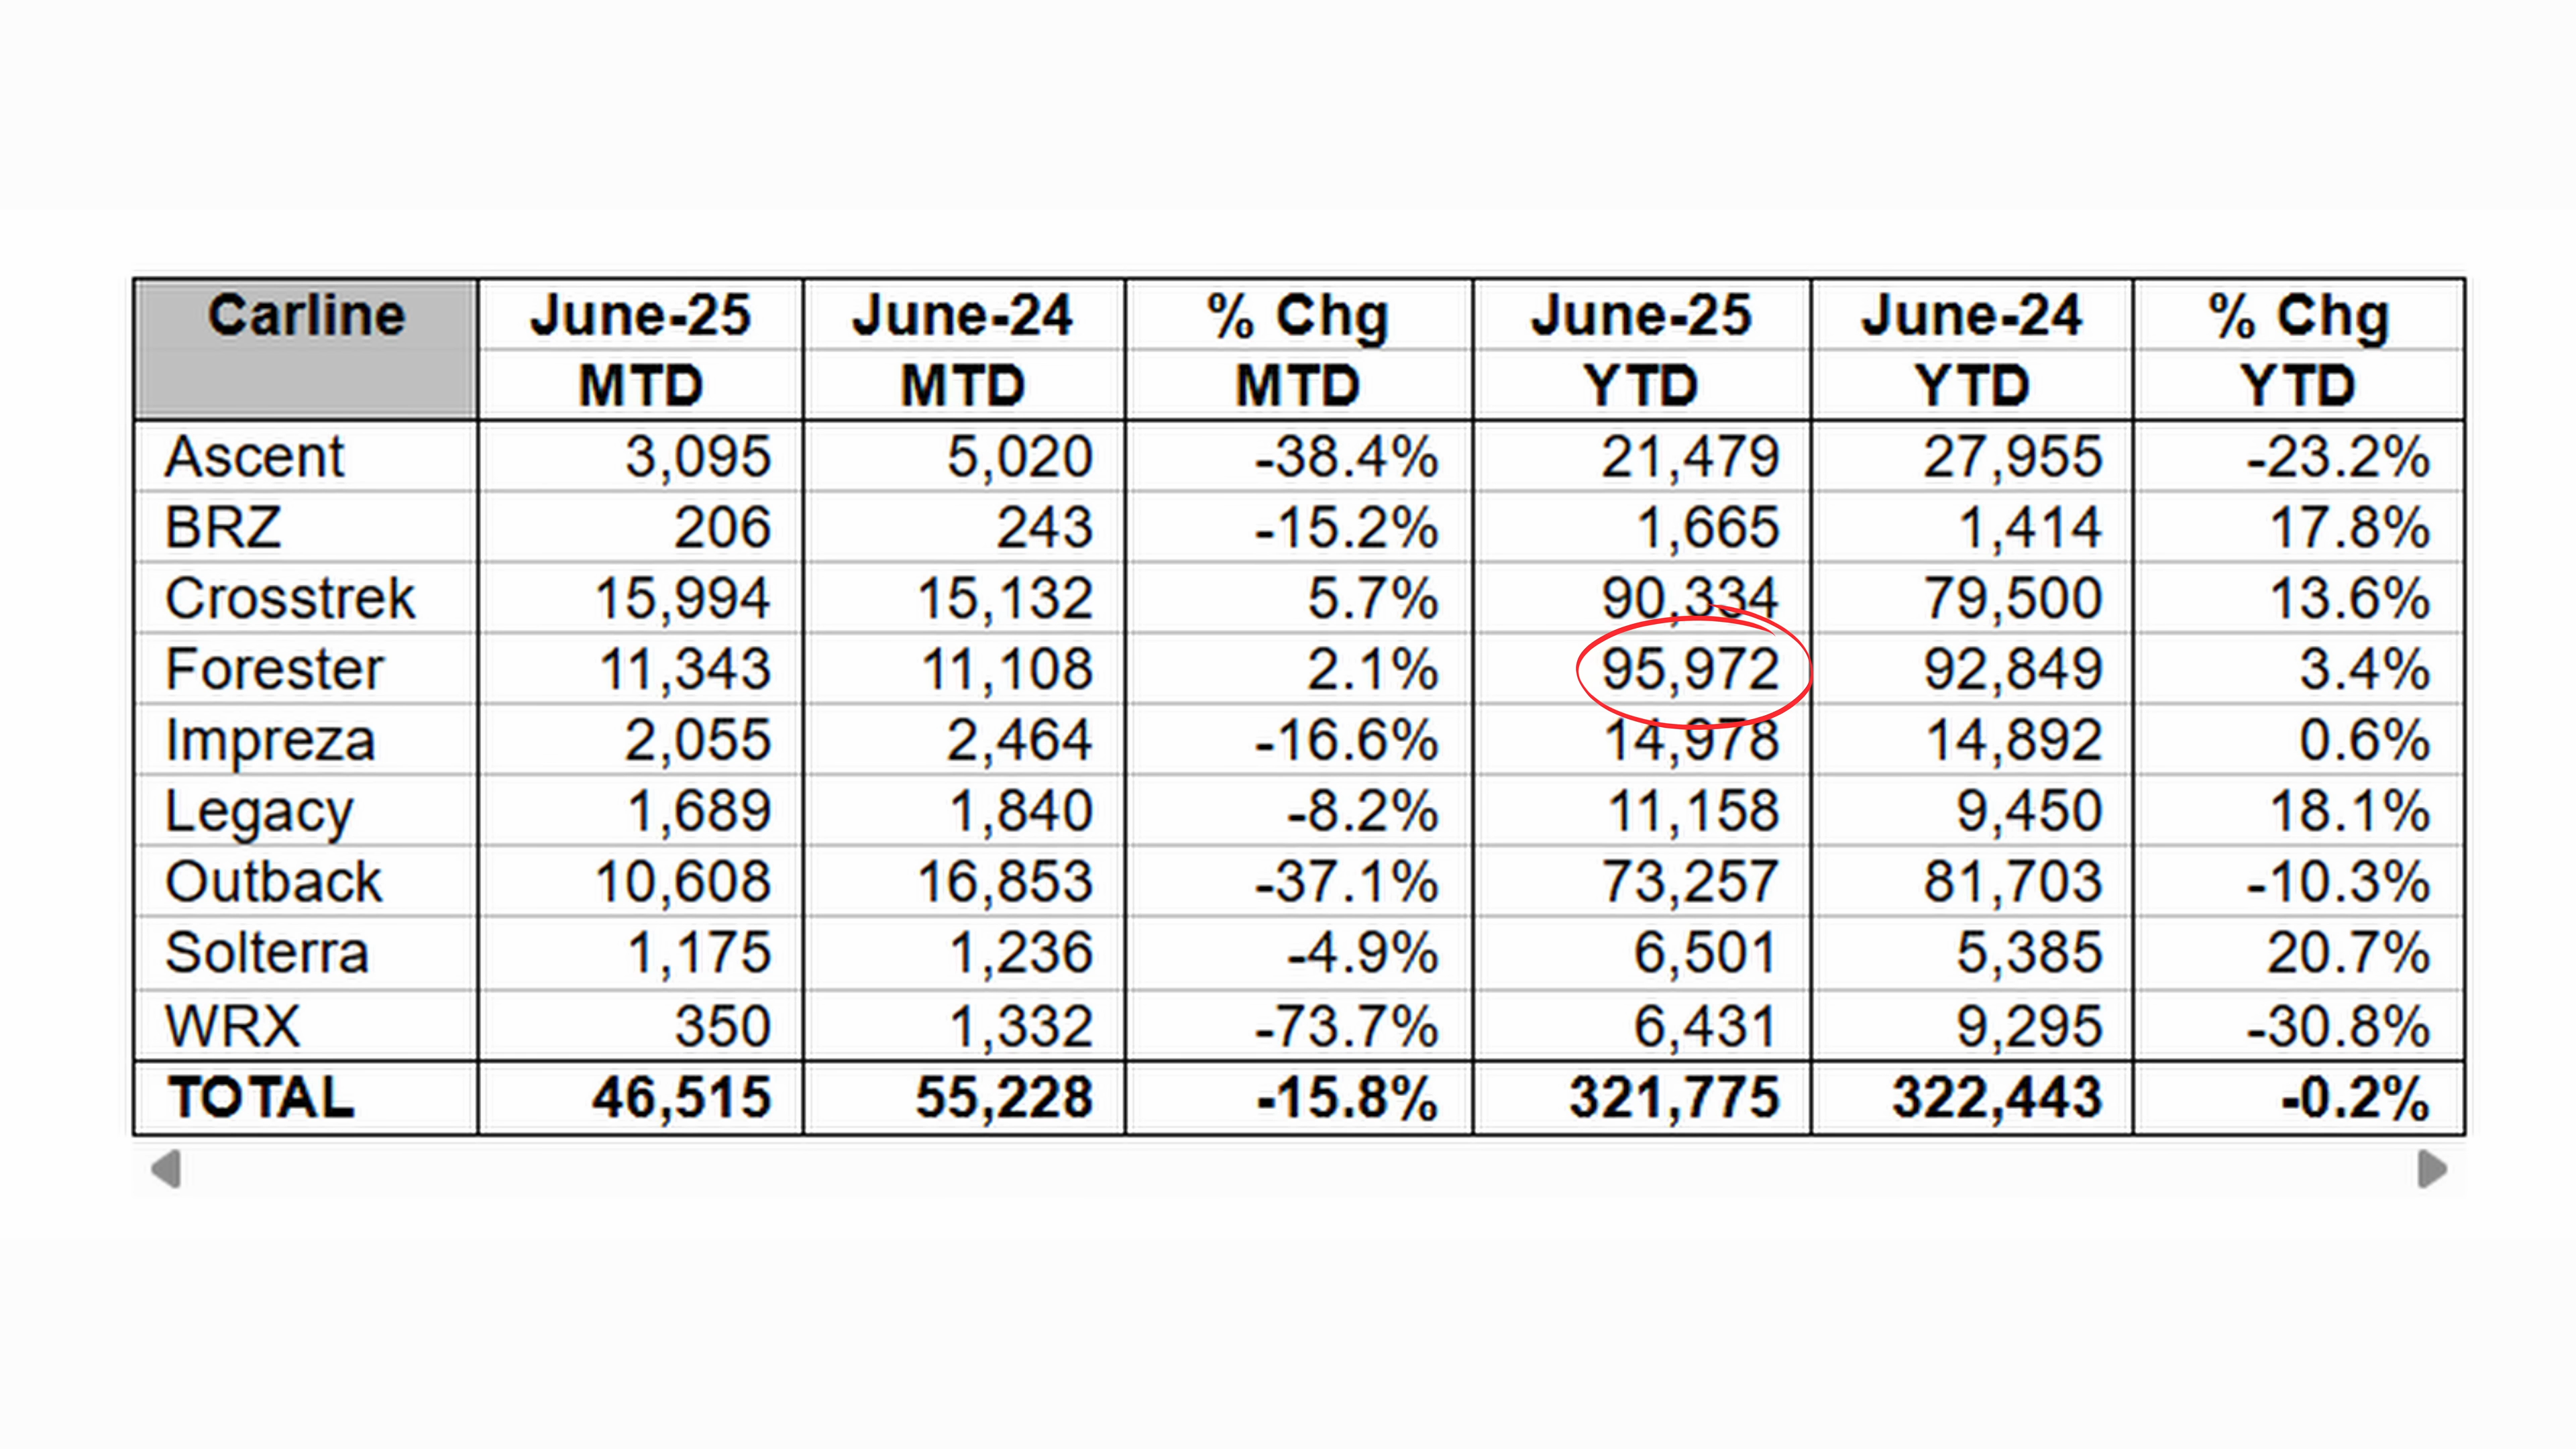 Carline June-25 June-24 % Chg June-25 June-24 % Chg
MTD MTD MTD YTD YTD YTD
Ascent 3,095 5,020 -38.4% 21,479 27,955 -23.2%
BRZ 206 243 -15.2% 1,665 1,414 17.8%
Crosstrek 15,994 15,132 5.7% 90,334 79,500 13.6%
Forester 11,343 11,108 2.1% 95,972 92,849 3.4%
Impreza 2,055 2,464 -16.6% 14,978 14,892 0.6%
Legacy 1,689 1,840 -8.2% 11,158 9,450 18.1%
Outback 10,608 16,853 -37.1% 73,257 81,703 -10.3%
Solterra 1,175 1,236 -4.9% 6,501 5,385 20.7%
WRX 350 1,332 -73.7% 6,431 9,295 -30.8%
TOTAL 46,515 55,228 -15.8% 321,775 322,443 -0.2%